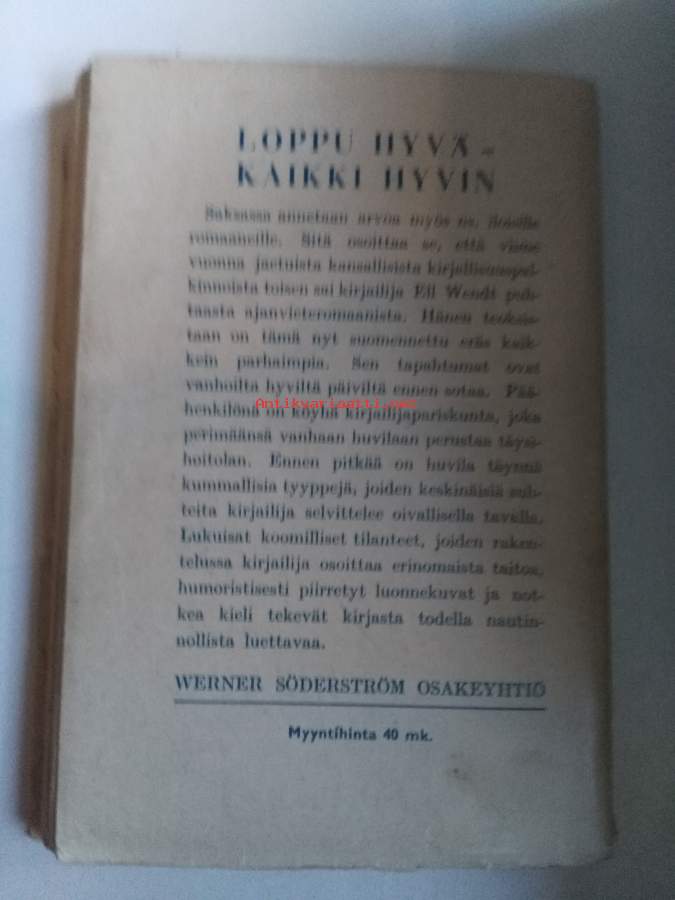 LOPPU HYVÄ -
KAIKKI HYVIN
Saksassa annetaan arvoa myös ns. iloisille
romaaneille. Sitä osoittaa se, että viime
vuonna jaetuista kansallisista kirjallisuuspal-
kinnoista toisen sai kirjailija Ell Wendt puh-
taasta ajanvieteromaanista. Hänen teoksis-
taan on tämä nyt suomennettu eräs kaik-
kein parhaimpia. Sen tapahtumat ovat
vanhoilta hyviltä päiviltä ennen sotaa. Pää-
Antikvariaatti.net
henkilönä on köyhä kirjailijapariskunta, joka
perimäänsä vanhaan huvilaan perustaa täysi-
hoitolan. Ennen pitkää on huvila täynnä
kummallisia tyyppejä, joiden keskinäisiä suh-
teita kirjailija selvittelee oivallisella tavalla.
Lukuisat koomilliset tilanteet, joiden raken-
telussa kirjailija osoittaa erinomaista taitoa,
humoristisesti piirretyt luonnekuvat ja not-
kea kieli tekevät kirjasta todella nautin-
nollista luettavaa.
WERNER SÖDERSTRÖM OSAKEYHTIÖ
Myyntihinta 40 mk.